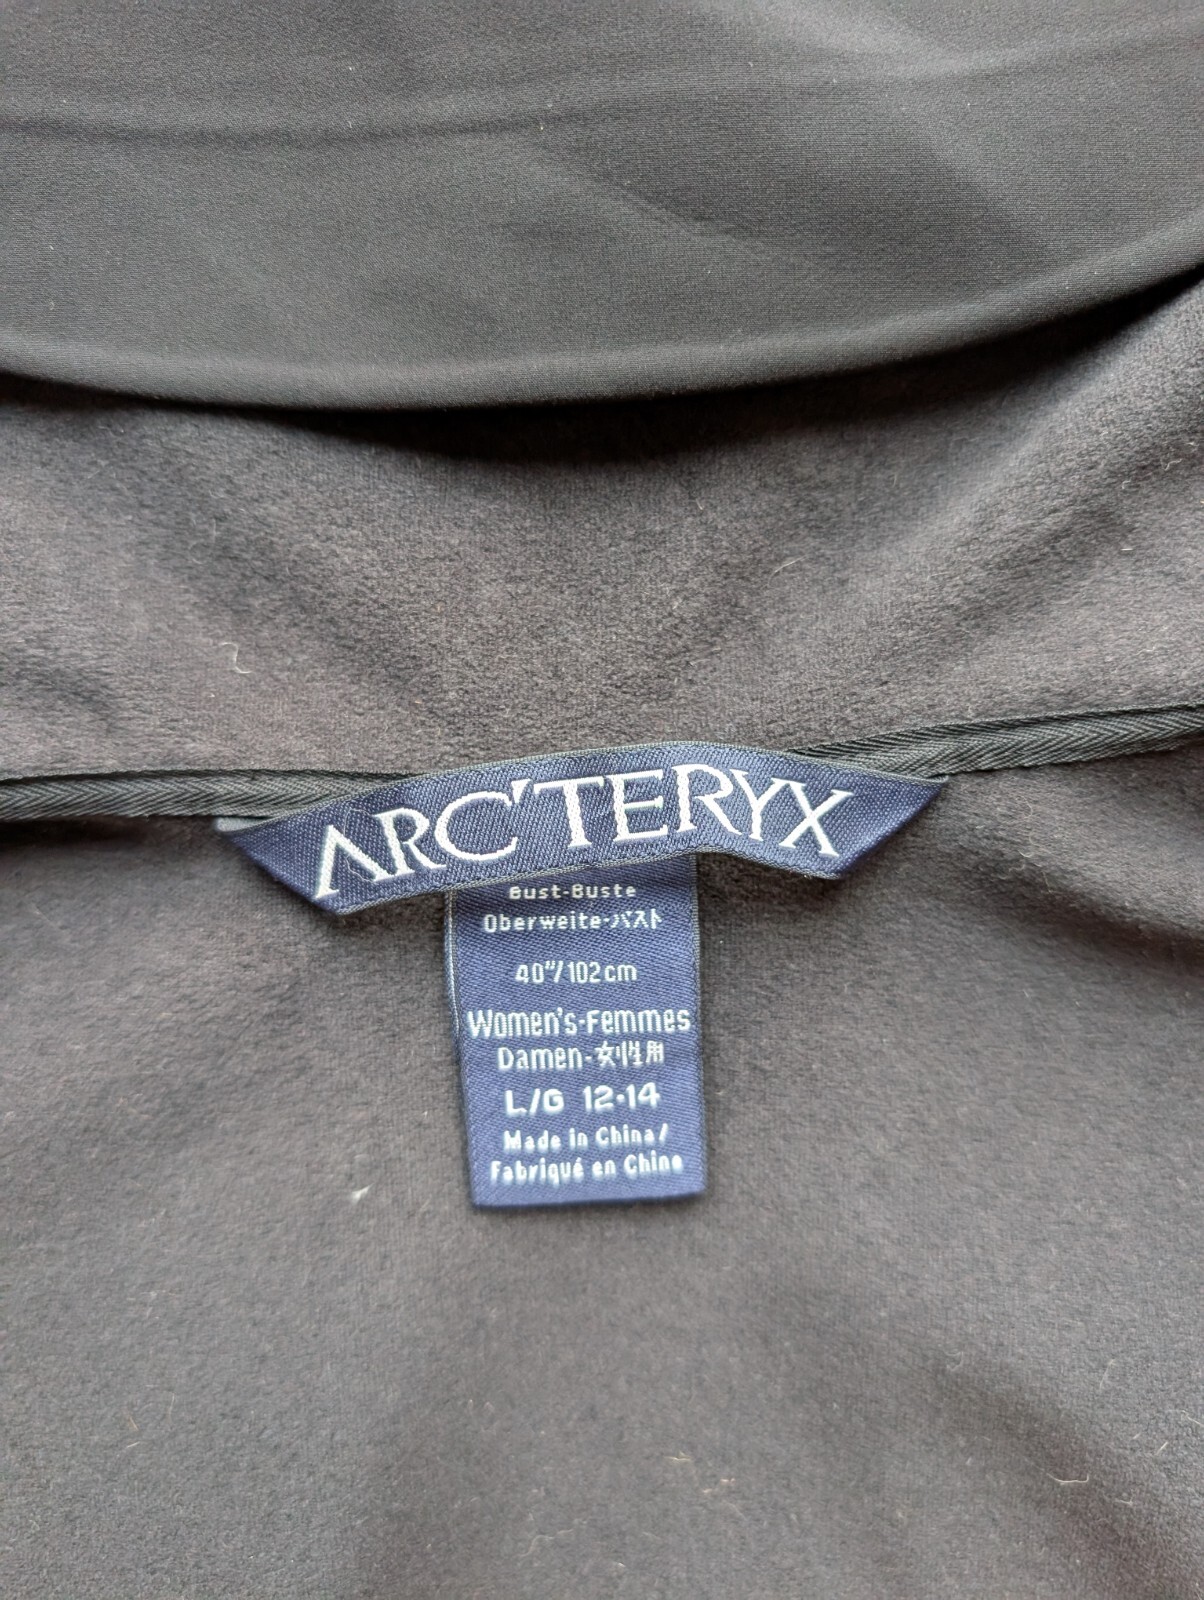 ARC'TERYX
Bust-Buste
Oberweite-バスト
40"/102cm
Women's-Femmes
Damen-女性用
L/G 12-14
Made in China/
Fabriqué en Chine